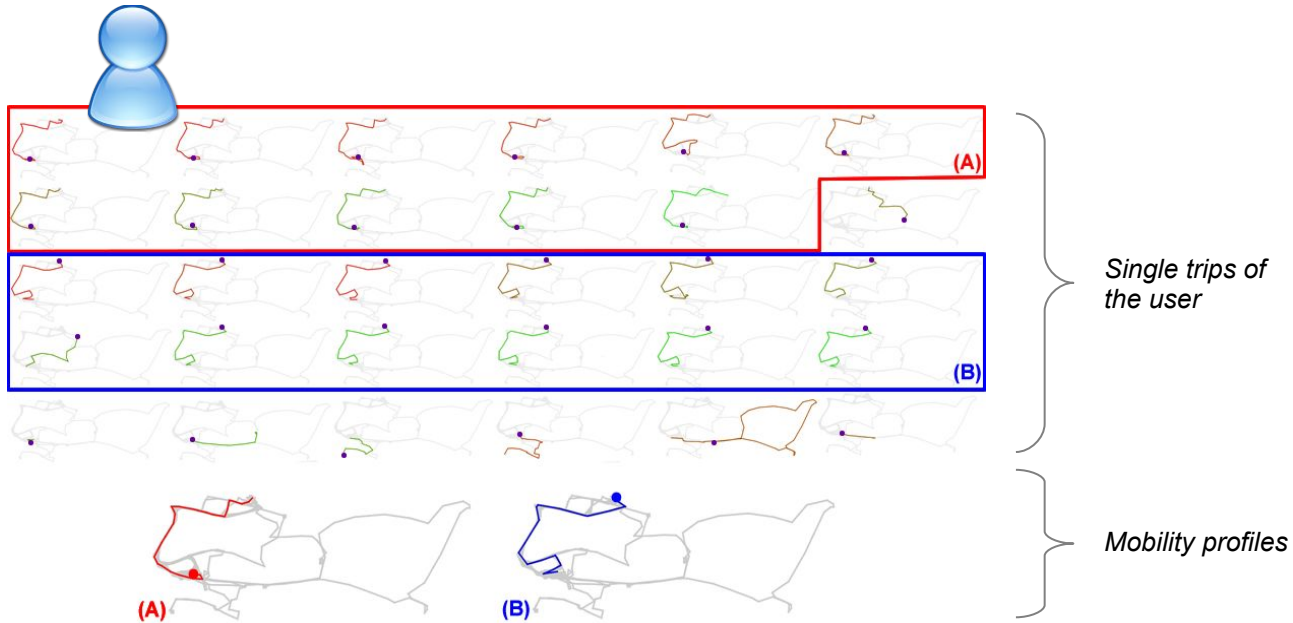 (A)
(B)
Single trips of
the user
(A)
(B)
Mobility profiles